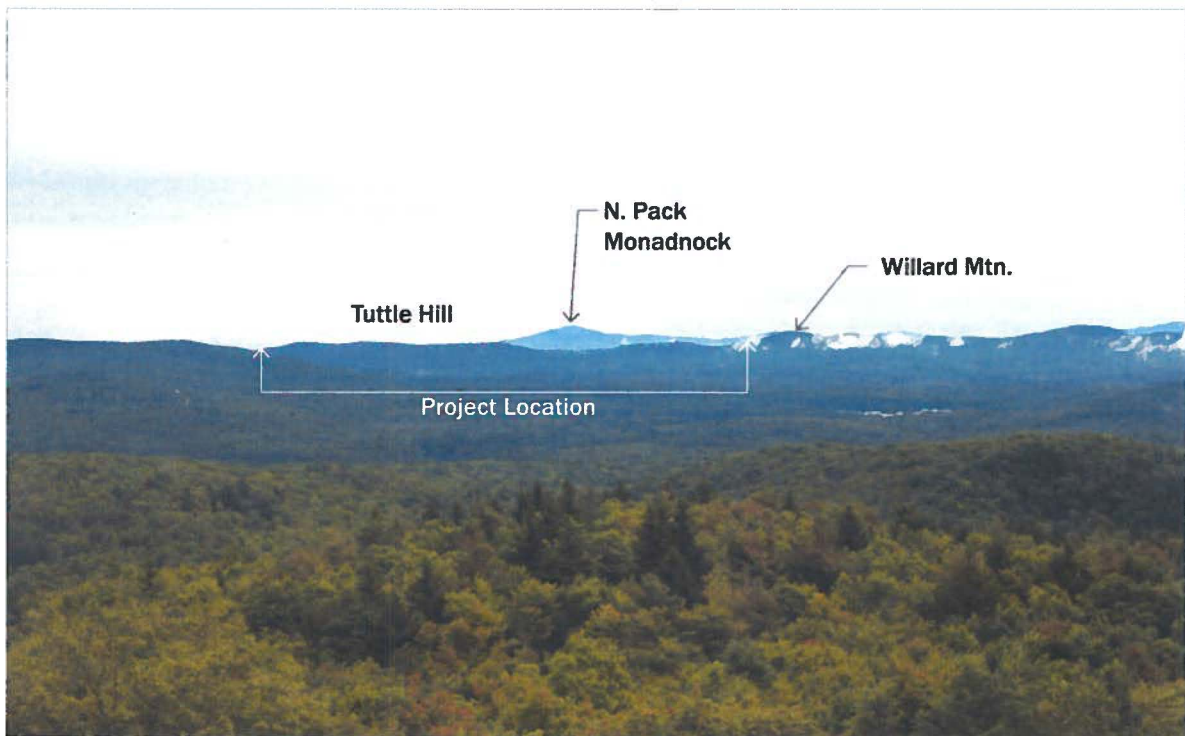 N. Pack
Monadnock
Willard Mtn.
Tuttle Hill
Project Location